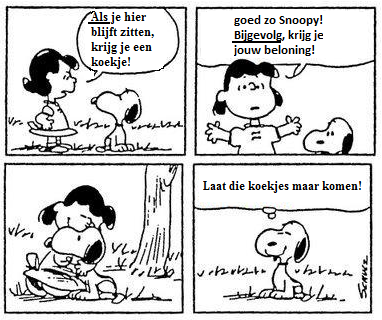 Als je hier
blijft zitten,
krijg je een
koekje!
goed zo Snoopy!
Bijgevolg, krijg je
jouw beloning!
Laat die koekjes maar komen!
SCHULZ